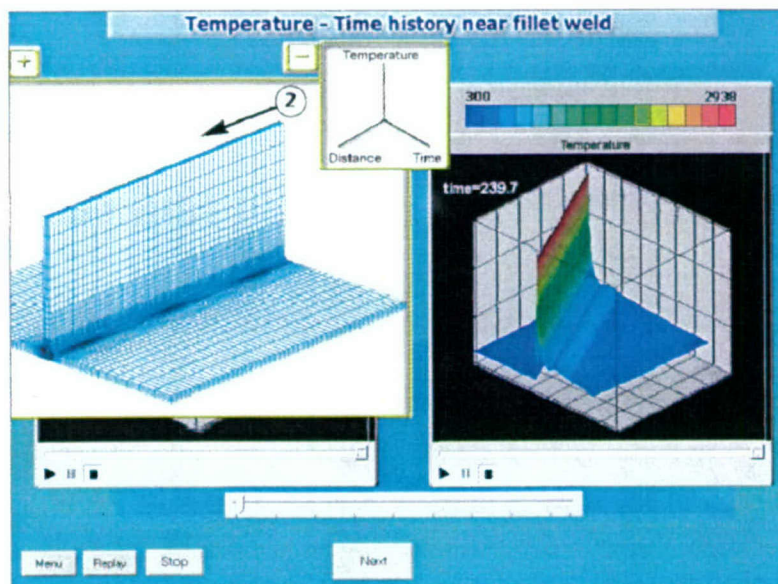 Temperature - Time history near fillet weld
+
−
Temperature
Distance Time
2
300 2938
Temperature
time=239.7
Menu Replay Stop Next